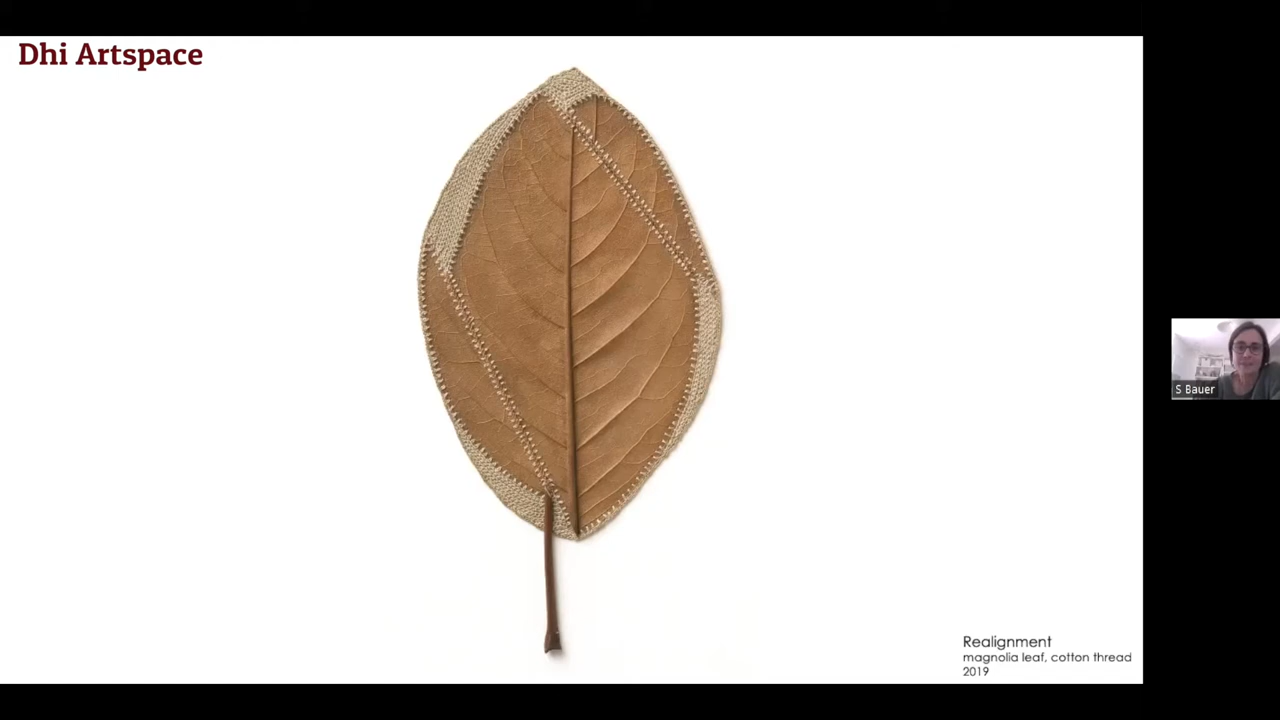 Dhi Artspace
S Bauer
Realignment
magnolia leaf, cotton thread
2019